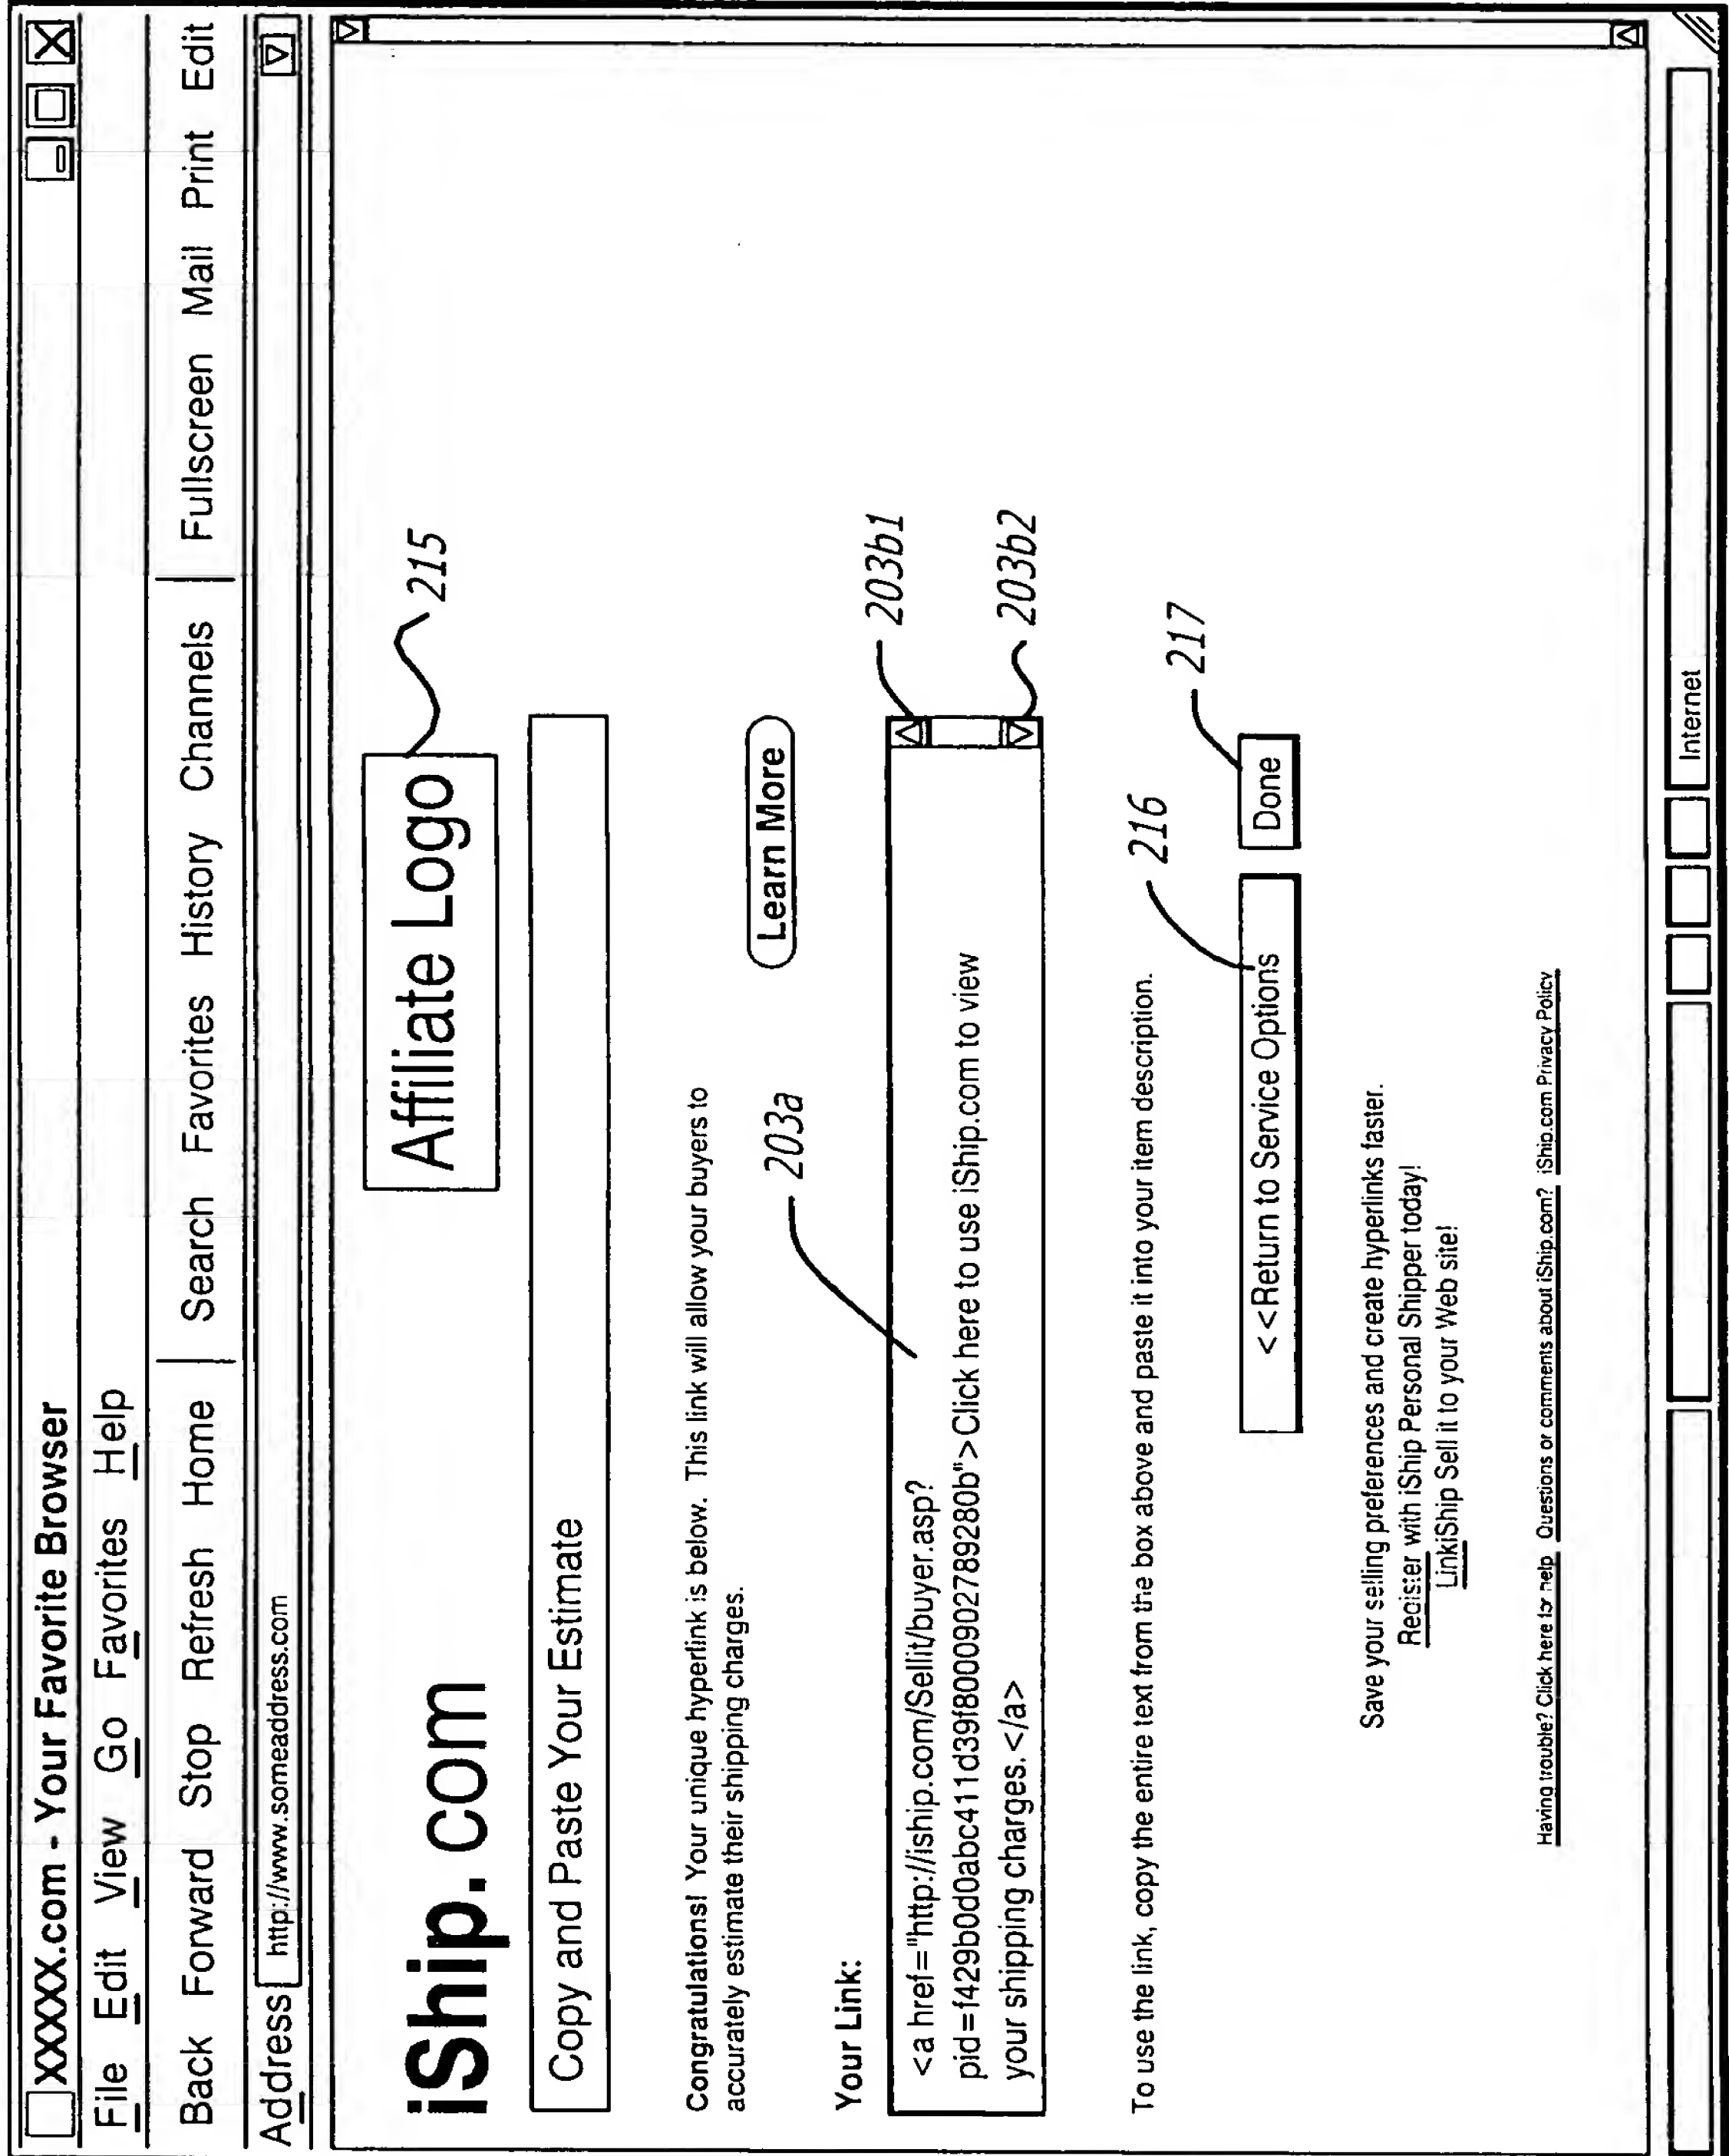 XXXXX.com - Your Favorite Browser
File Edit View Go Favorites Help
Back Forward Stop Refresh Home Search Favorites History Channels Fullscreen Mail Print Edit
Address http://www.someaddress.com
iShip.com Affiliate Logo 215
Copy and Paste Your Estimate
Congratulations! Your unique hyperlink is below. This link will allow your buyers to
accurately estimate their shipping charges.
Learn More
203a
Your Link:
203b1
<a href="http://iship.com/Sellit/buyer.asp?
pid=f429b0d0abc411d39f8000902789280b">Click here to use iShip.com to view
your shipping charges.</a>
203b2
To use the link, copy the entire text from the box above and paste it into your item description.
216 217
<<Return to Service Options Done
Save your selling preferences and create hyperlinks faster.
Register with iShip Personal Shipper today!
LinkiShip Sell it to your Web site!
Having trouble? Click here for help Questions or comments about iShip.com? iShip.com Privacy Policy
Internet